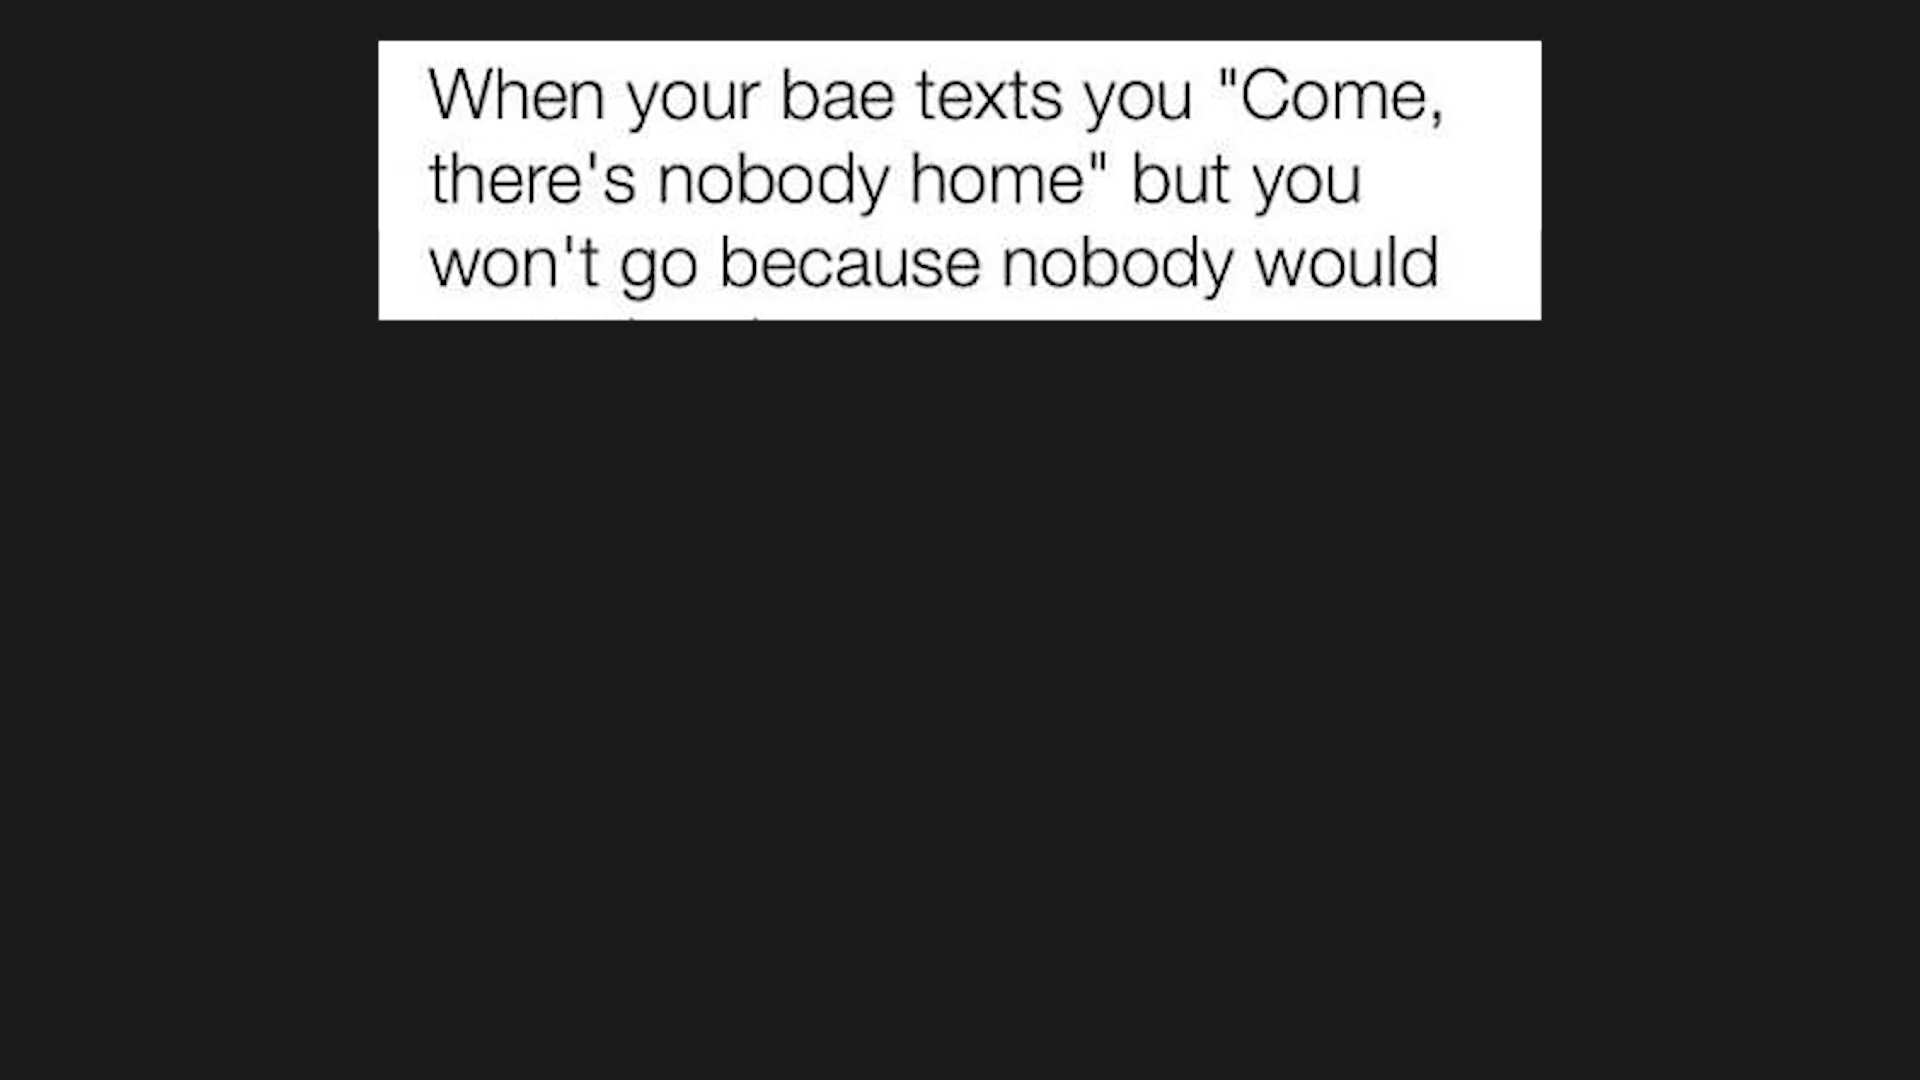 When your bae texts you "Come,
there's nobody home" but you
won't go because nobody would